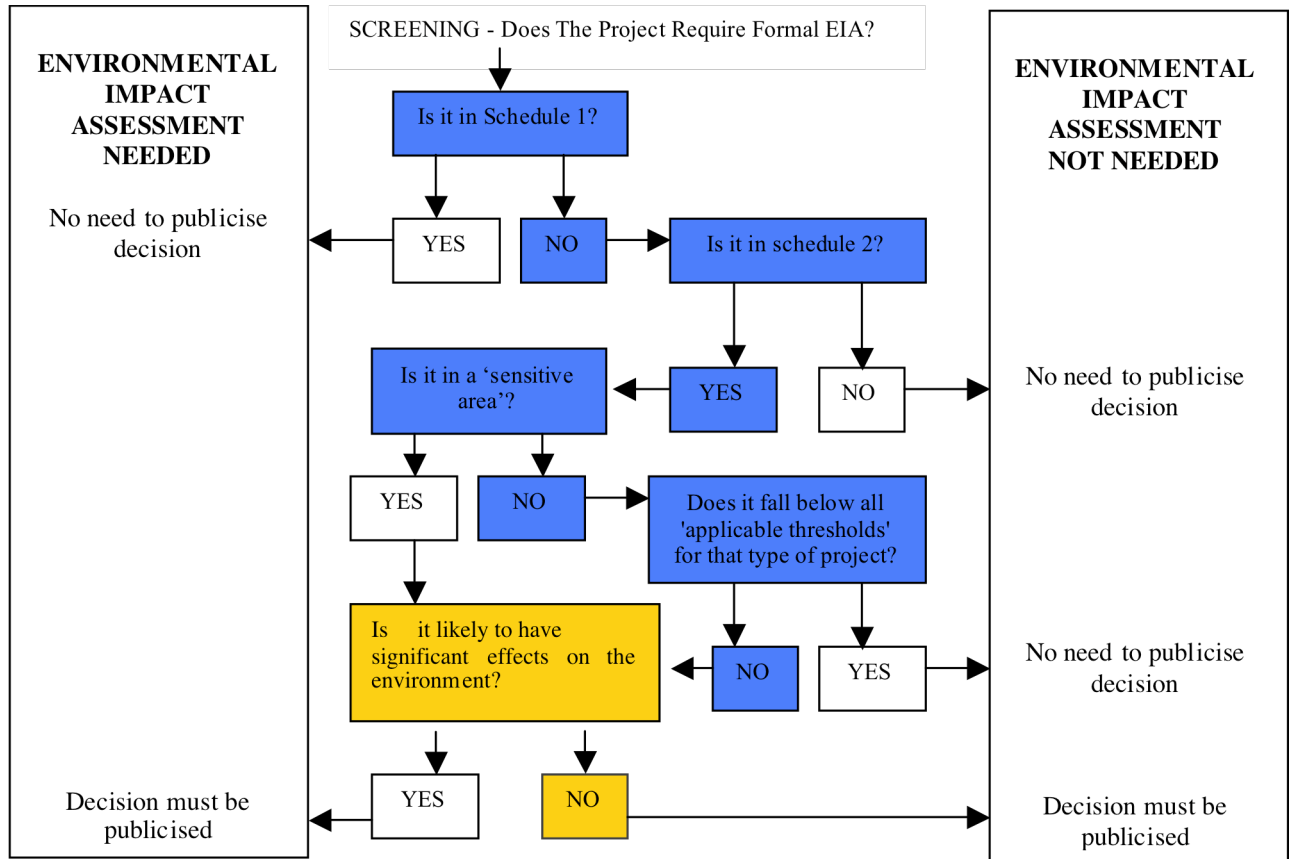 SCREENING - Does The Project Require Formal EIA?
ENVIRONMENTAL
IMPACT
ASSESSMENT
NEEDED
ENVIRONMENTAL
IMPACT
ASSESSMENT
NOT NEEDED
Is it in Schedule 1?
No need to publicise
decision
YES
NO
Is it in schedule 2?
Is it in a ‘sensitive
area’?
YES
NO
No need to publicise
decision
YES
NO
Does it fall below all
'applicable thresholds'
for that type of project?
Is it likely to have
significant effects on the
environment?
NO
YES
No need to publicise
decision
Decision must be
publicised
YES
NO
Decision must be
publicised